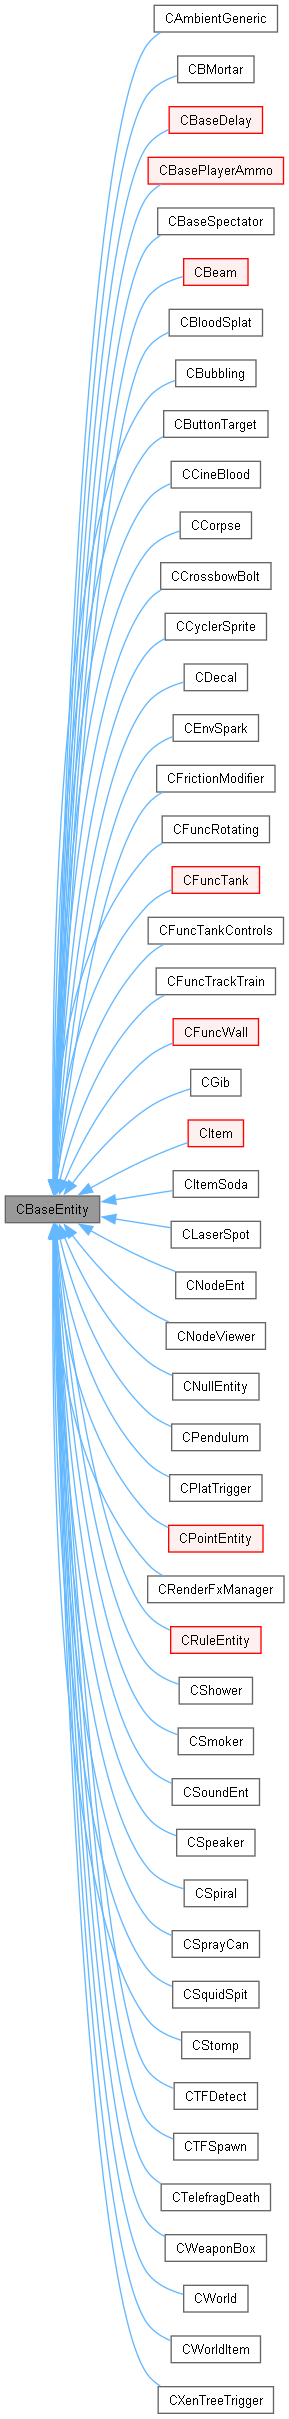 CAmbientGeneric
CBMortar
CBaseDelay
CBasePlayerAmmo
CBaseSpectator
CBeam
CBloodSplat
CBubbling
CButtonTarget
CCineBlood
CCorpse
CCrossbowBolt
CCyclerSprite
CDecal
CEnvSpark
CFrictionModifier
CFuncRotating
CFuncTank
CFuncTankControls
CFuncTrackTrain
CFuncWall
CGib
CItem
CItemSoda
CBaseEntity
CLaserSpot
CNodeEnt
CNodeViewer
CNullEntity
CPendulum
CPlatTrigger
CPointEntity
CRenderFxManager
CRuleEntity
CShower
CSmoker
CSoundEnt
CSpeaker
CSpiral
CSprayCan
CSquidSpit
CStomp
CTFDetect
CTFSpawn
CTelefragDeath
CWeaponBox
CWorld
CWorldItem
CXenTreeTrigger